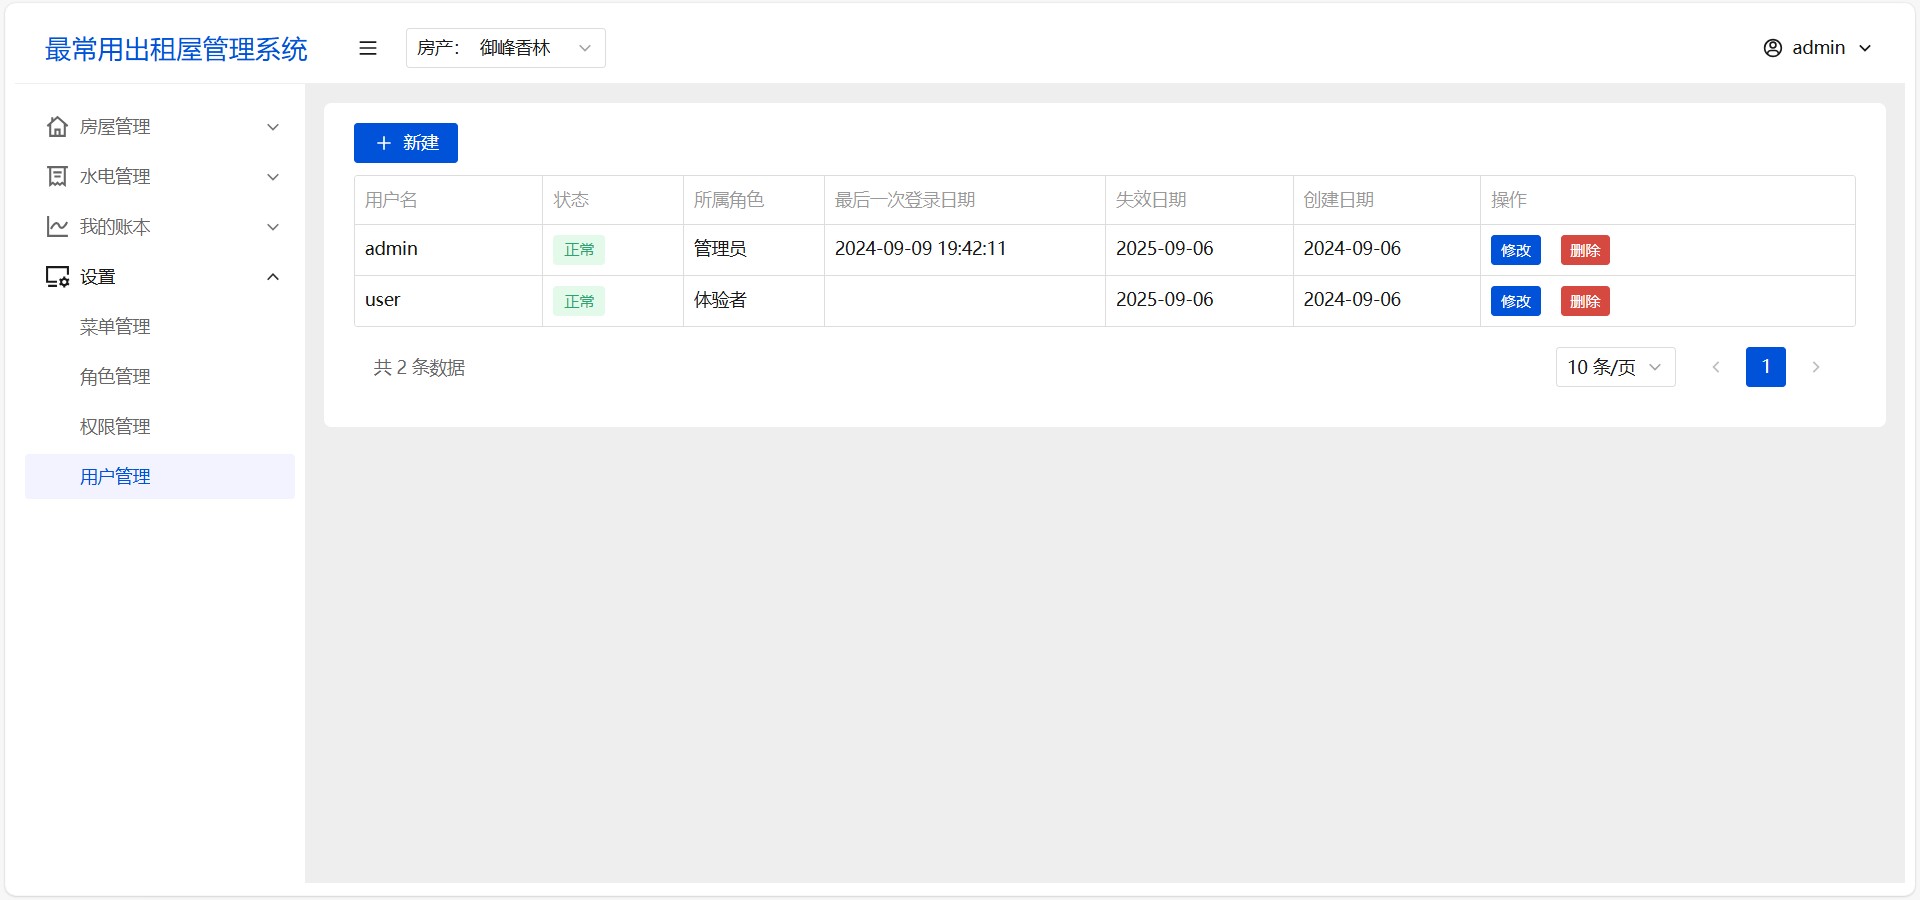 最常用出租屋管理系统
房产： 御峰香林
admin
房屋管理
水电管理
我的账本
设置
菜单管理
角色管理
权限管理
用户管理
新建
用户名 状态 所属角色 最后一次登录日期 失效日期 创建日期 操作
admin 正常 管理员 2024-09-09 19:42:11 2025-09-06 2024-09-06 修改 删除
user 正常 体验者 2025-09-06 2024-09-06 修改 删除
共 2 条数据 10 条/页 1